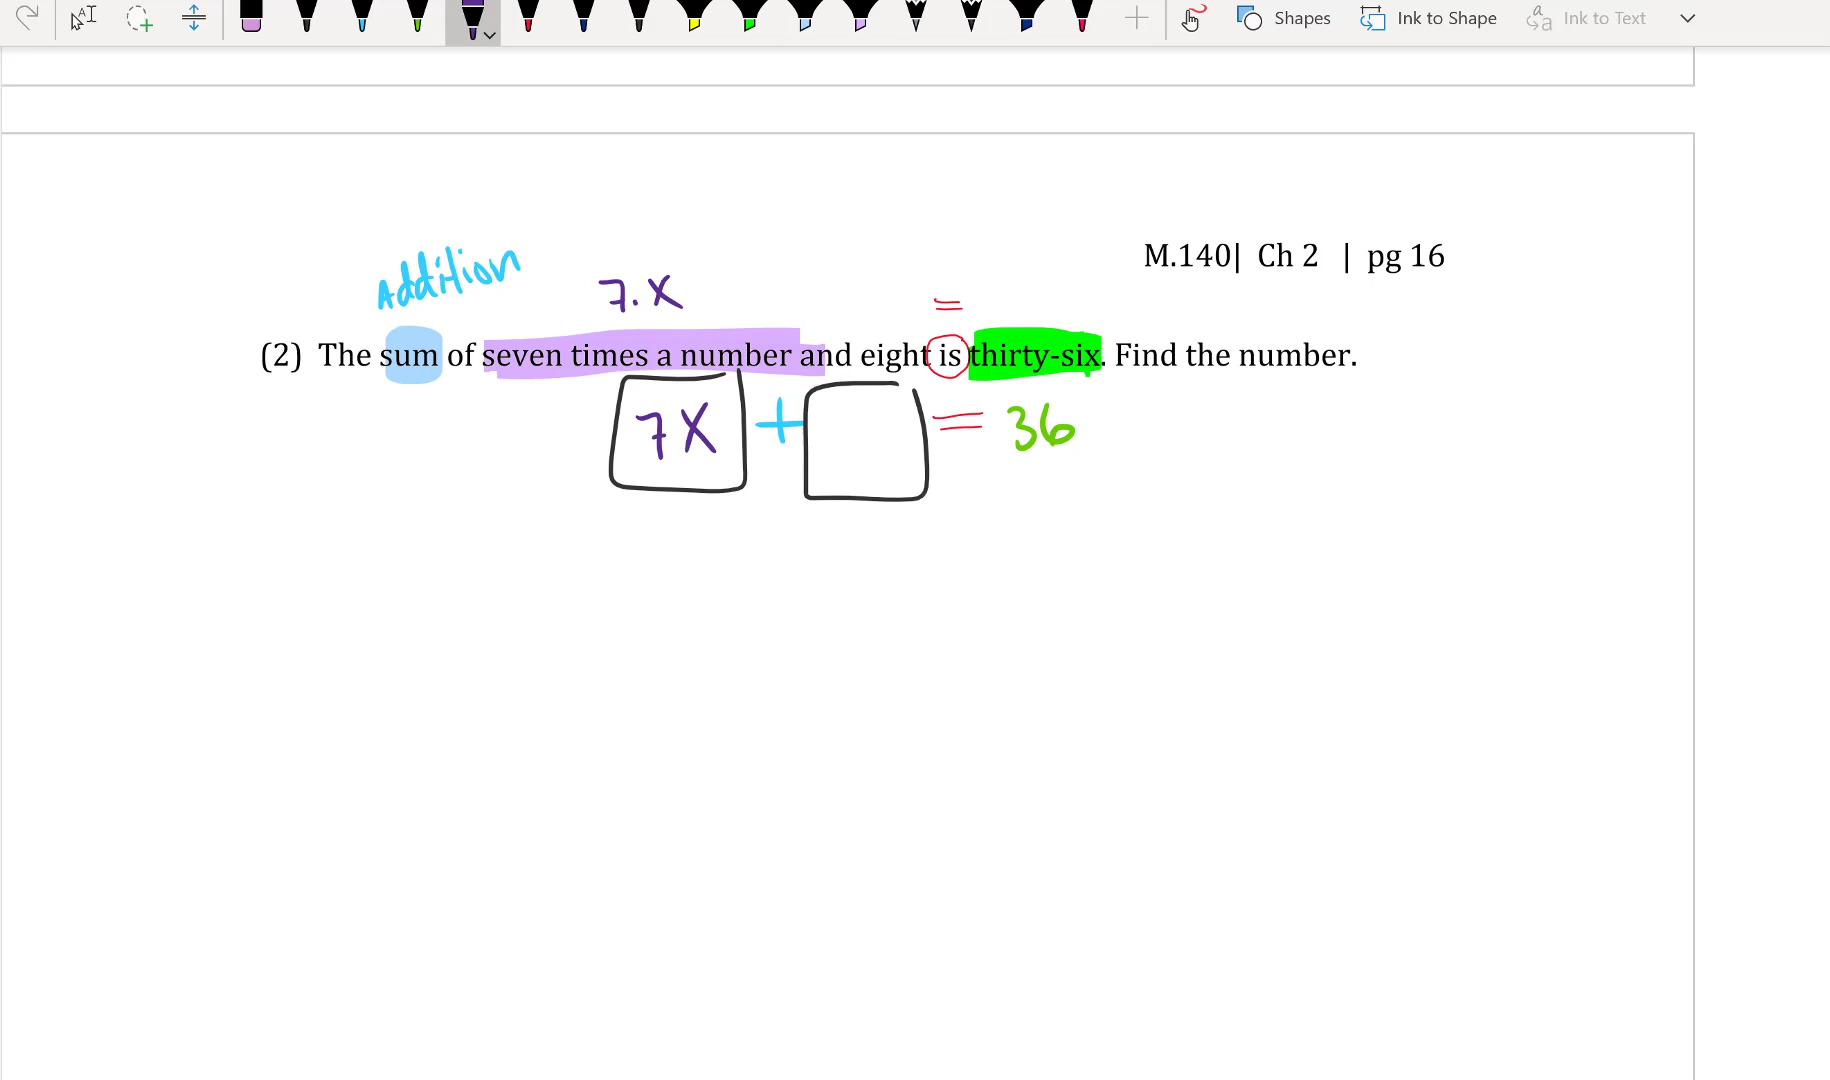 Shapes Ink to Shape Ink to Text
M.140| Ch 2 | pg 16
Addition
7.X
=
(2) The sum of seven times a number and eight is thirty-six. Find the number.
7X + = 36